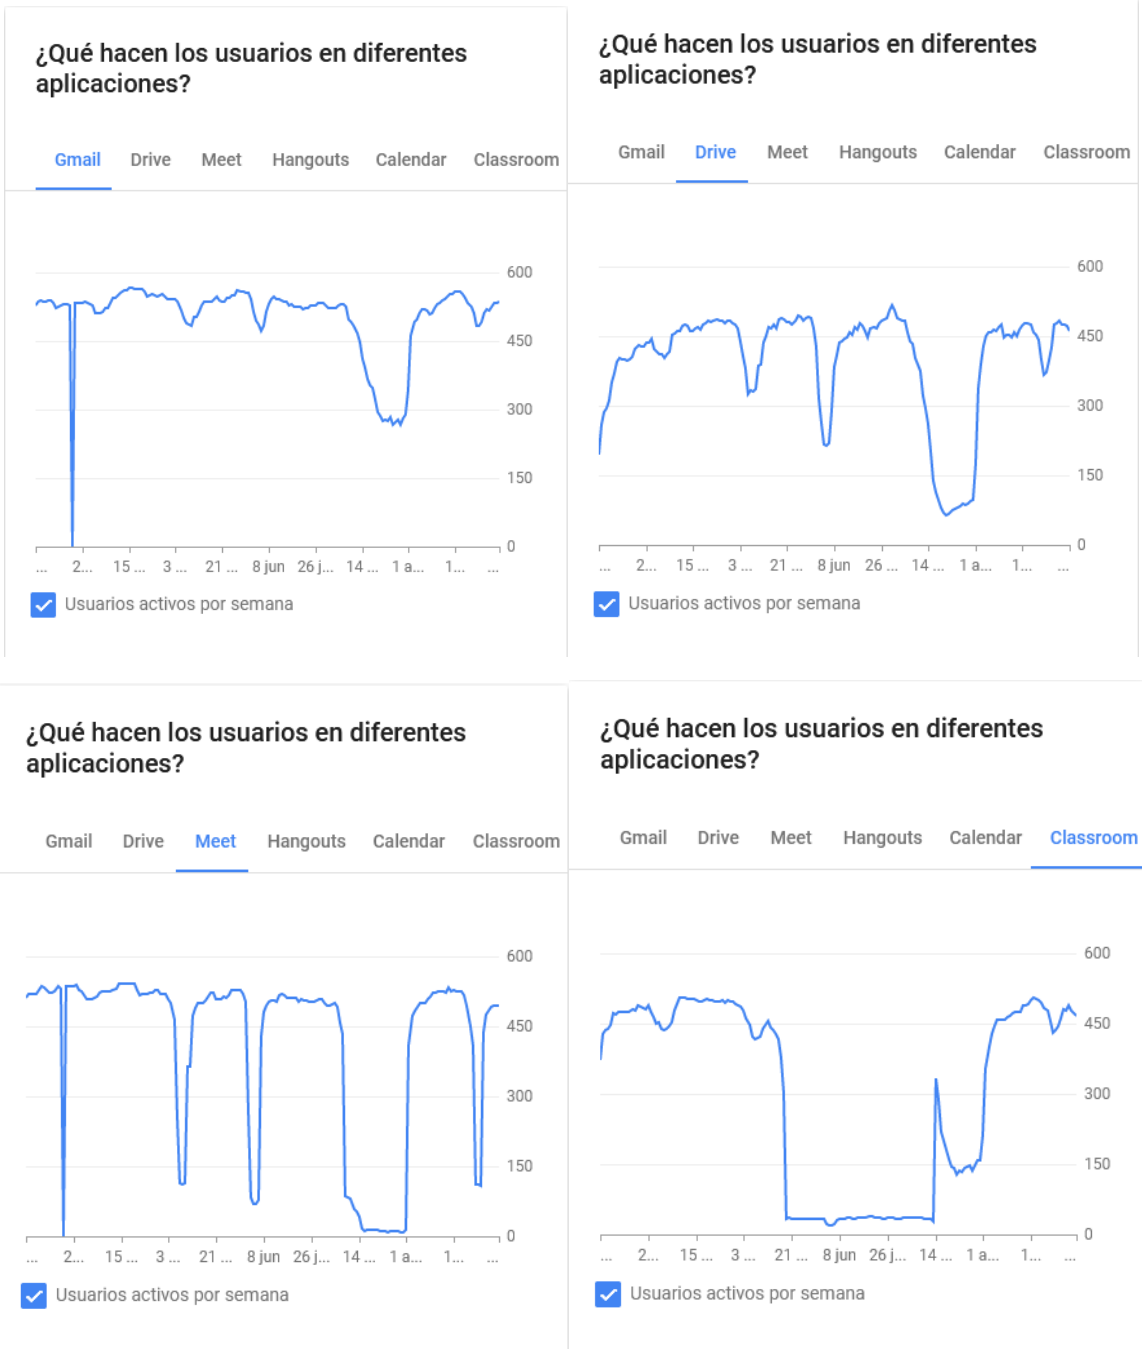 ¿Qué hacen los usuarios en diferentes
aplicaciones?
Gmail Drive Meet Hangouts Calendar Classroom
600
450
300
150
0
... 2... 15 ... 3 ... 21 ... 8 jun 26 j... 14 ... 1 a... 1... ...
Usuarios activos por semana
¿Qué hacen los usuarios en diferentes
aplicaciones?
Gmail Drive Meet Hangouts Calendar Classroom
600
450
300
150
0
... 2... 15 ... 3 ... 21 ... 8 jun 26 ... 14 ... 1 a... 1... ...
Usuarios activos por semana
¿Qué hacen los usuarios en diferentes
aplicaciones?
Gmail Drive Meet Hangouts Calendar Classroom
600
450
300
150
0
... 2... 15 ... 3 ... 21 ... 8 jun 26 j... 14 ... 1 a... 1... ...
Usuarios activos por semana
¿Qué hacen los usuarios en diferentes
aplicaciones?
Gmail Drive Meet Hangouts Calendar Classroom
600
450
300
150
0
... 2... 15 ... 3 ... 21 ... 8 jun 26 j... 14 ... 1 a... 1... ...
Usuarios activos por semana